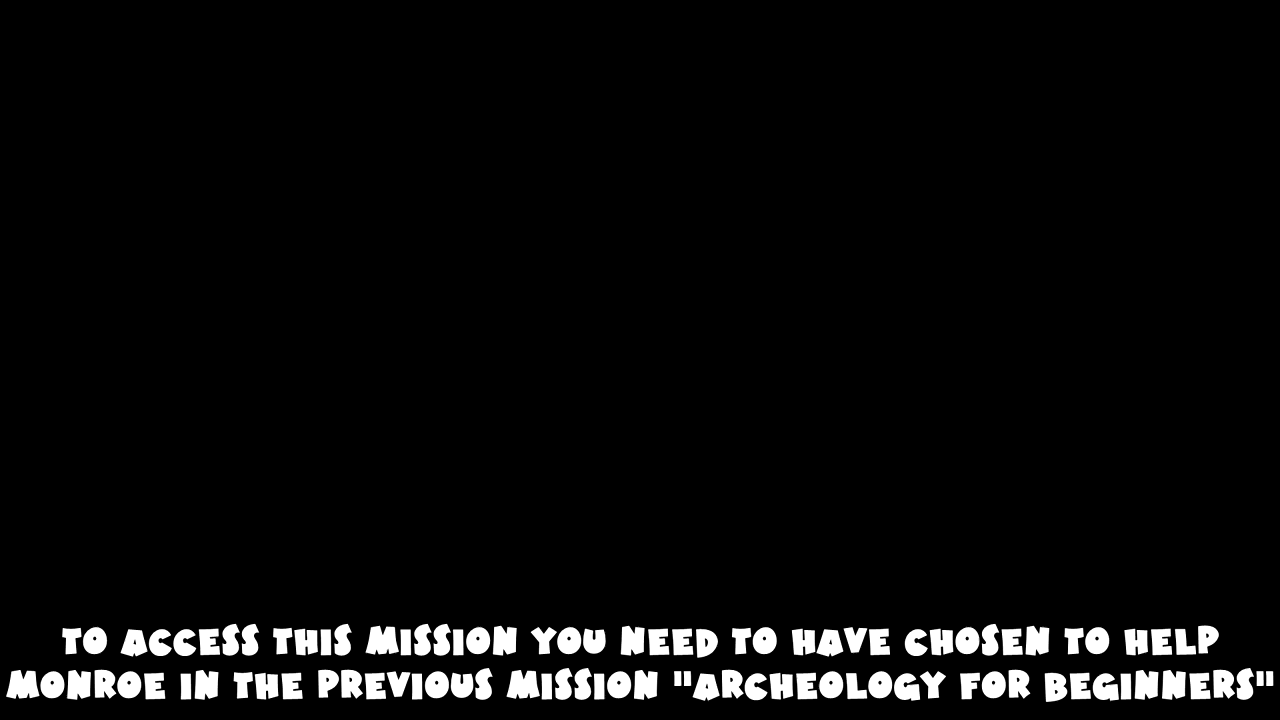 TO ACCESS THIS MISSION YOU NEED TO HAVE CHOSEN TO HELP
MONROE IN THE PREVIOUS MISSION "ARCHEOLOGY FOR BEGINNERS"